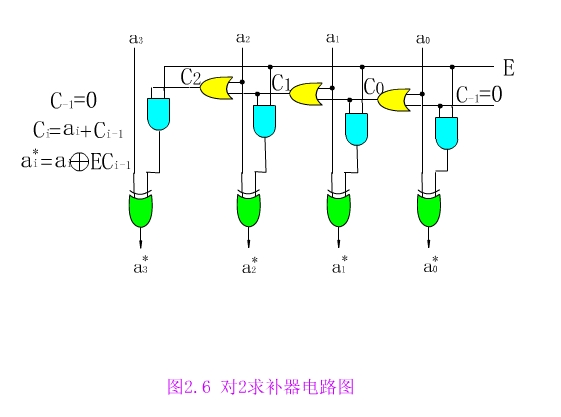 a3 a2 a1 a0
E
C2 C1 C0 C-1=0
C-1=0
Ci=ai+Ci-1
a*i=ai⊕ECi-1
a*3 a*2 a*1 a*0
图2.6 对2求补器电路图